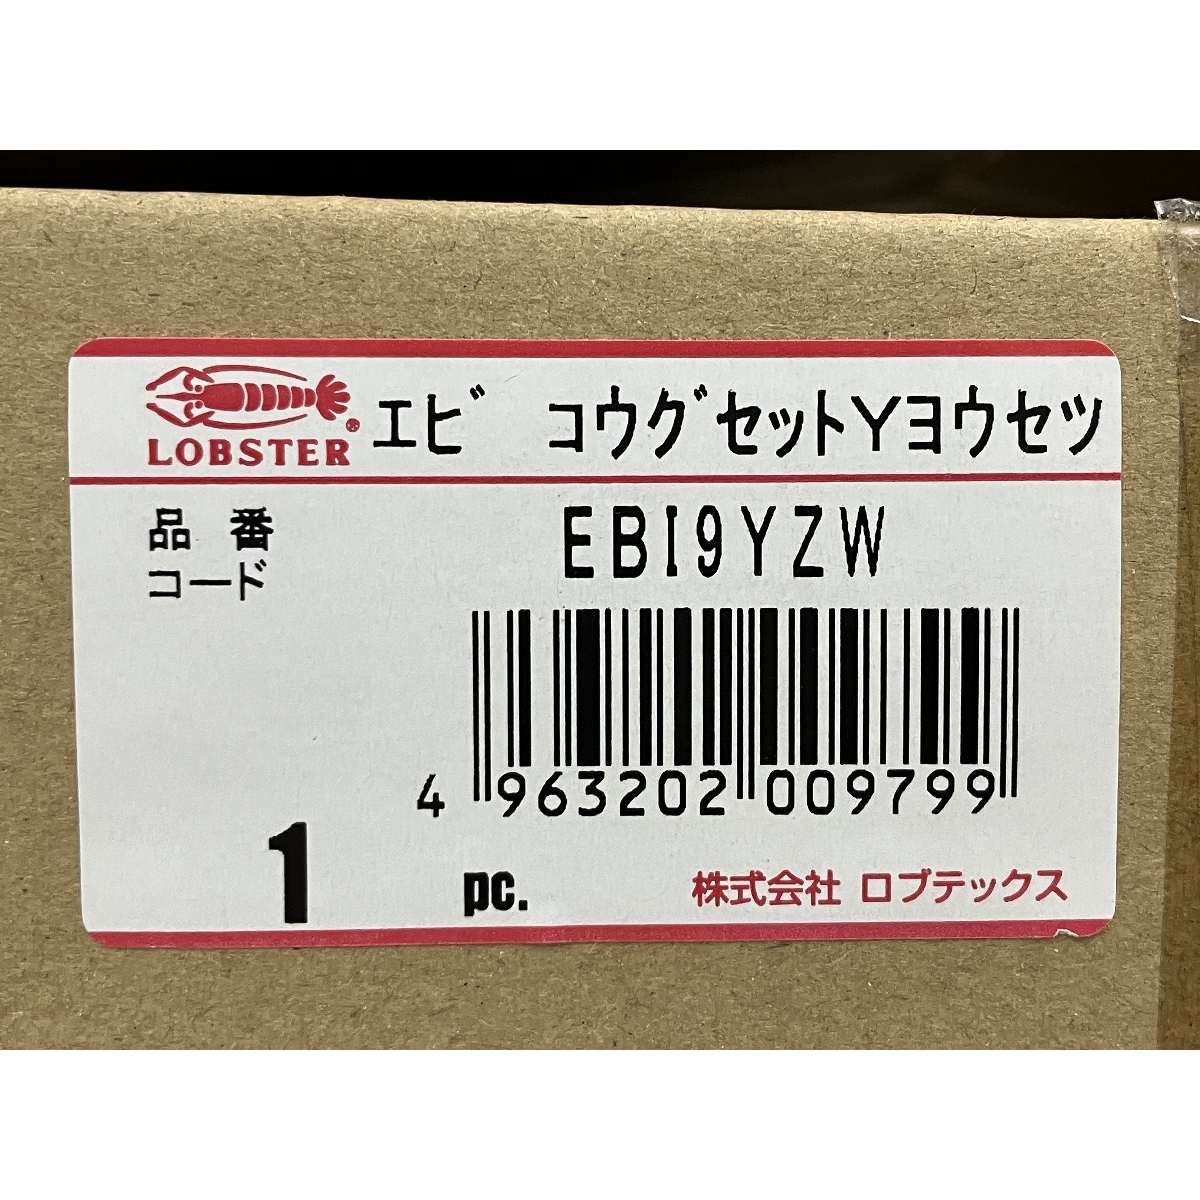 LOBSTER®
ｴﾋﾞ ｺｳｸﾞｾｯﾄYﾖｳｾﾂ
品番 EBI9YZW
コード
4 963202 009799
1 pc.
株式会社 ロブテックス